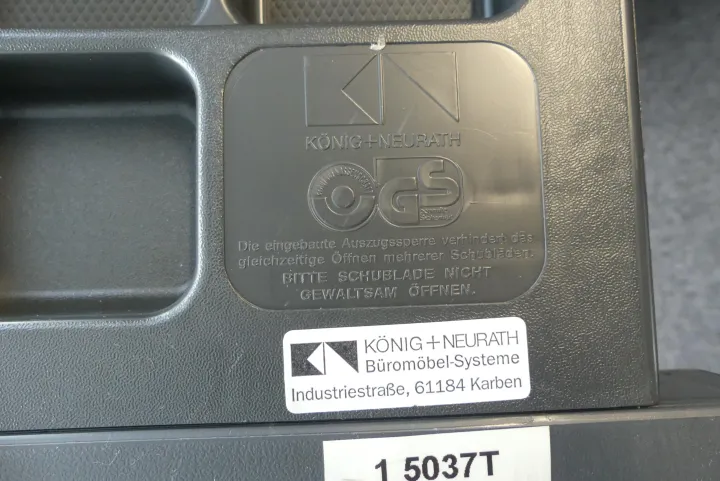 KÖNIG+NEURATH
GS
Die eingebaute Auszugssperre verhindert das
gleichzeitige Öffnen mehrerer Schubladen.
BITTE SCHUBLADE NICHT
GEWALTSAM ÖFFNEN.
KÖNIG+NEURATH
Büromöbel-Systeme
Industriestraße, 61184 Karben
1 5037T